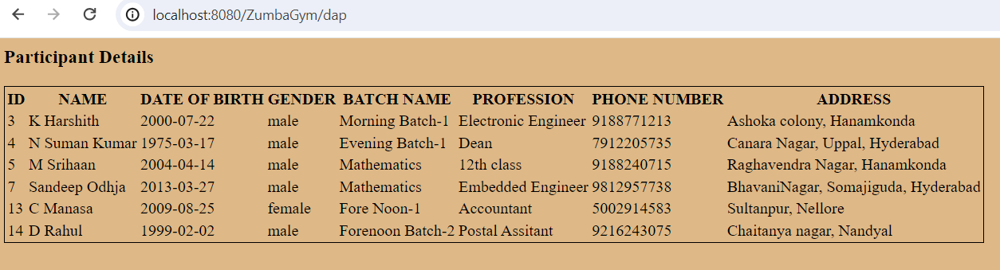 localhost:8080/ZumbaGym/dap
Participant Details
ID NAME DATE OF BIRTH GENDER BATCH NAME PROFESSION PHONE NUMBER ADDRESS
3 K Harshith 2000-07-22 male Morning Batch-1 Electronic Engineer 9188771213 Ashoka colony, Hanamkonda
4 N Suman Kumar 1975-03-17 male Evening Batch-1 Dean 7912205735 Canara Nagar, Uppal, Hyderabad
5 M Srihaan 2004-04-14 male Mathematics 12th class 9188240715 Raghavendra Nagar, Hanamkonda
7 Sandeep Odhja 2013-03-27 male Mathematics Embedded Engineer 9812957738 BhavaniNagar, Somajiguda, Hyderabad
13 C Manasa 2009-08-25 female Fore Noon-1 Accountant 5002914583 Sultanpur, Nellore
14 D Rahul 1999-02-02 male Forenoon Batch-2 Postal Assitant 9216243075 Chaitanya nagar, Nandyal